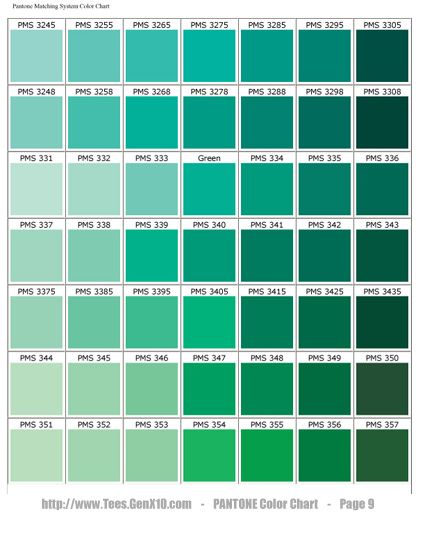 Pantone Matching System Color Chart
PMS 3245 PMS 3255 PMS 3265 PMS 3275 PMS 3285 PMS 3295 PMS 3305
PMS 3248 PMS 3258 PMS 3268 PMS 3278 PMS 3288 PMS 3298 PMS 3308
PMS 331 PMS 332 PMS 333 Green PMS 334 PMS 335 PMS 336
PMS 337 PMS 338 PMS 339 PMS 340 PMS 341 PMS 342 PMS 343
PMS 3375 PMS 3385 PMS 3395 PMS 3405 PMS 3415 PMS 3425 PMS 3435
PMS 344 PMS 345 PMS 346 PMS 347 PMS 348 PMS 349 PMS 350
PMS 351 PMS 352 PMS 353 PMS 354 PMS 355 PMS 356 PMS 357
http://www.Tees.GenX10.com - PANTONE Color Chart - Page 9